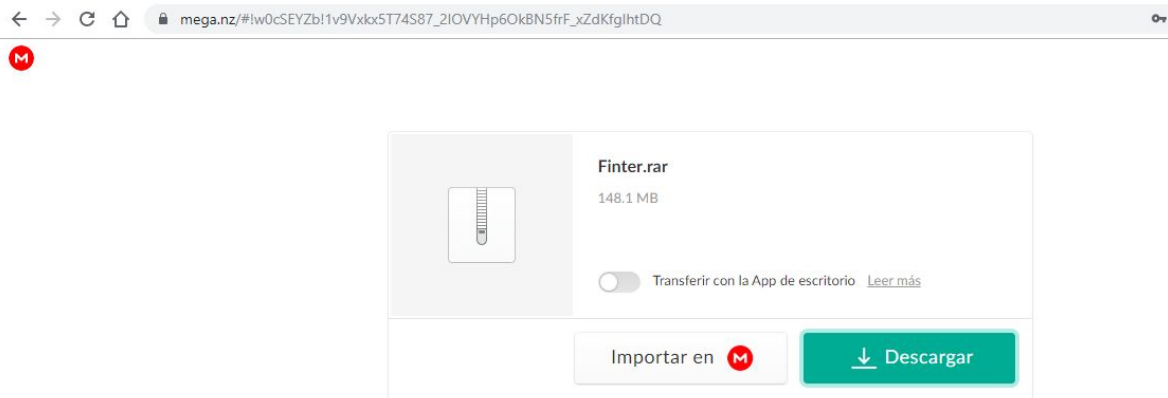 mega.nz/#!w0cSEYZb!1v9Vxkx5T74S87_2IOVYHp6OkBN5frF_xZdKfgIhtDQ
M
Finter.rar
148.1 MB
Transferir con la App de escritorio Leer más
Importar en M
Descargar